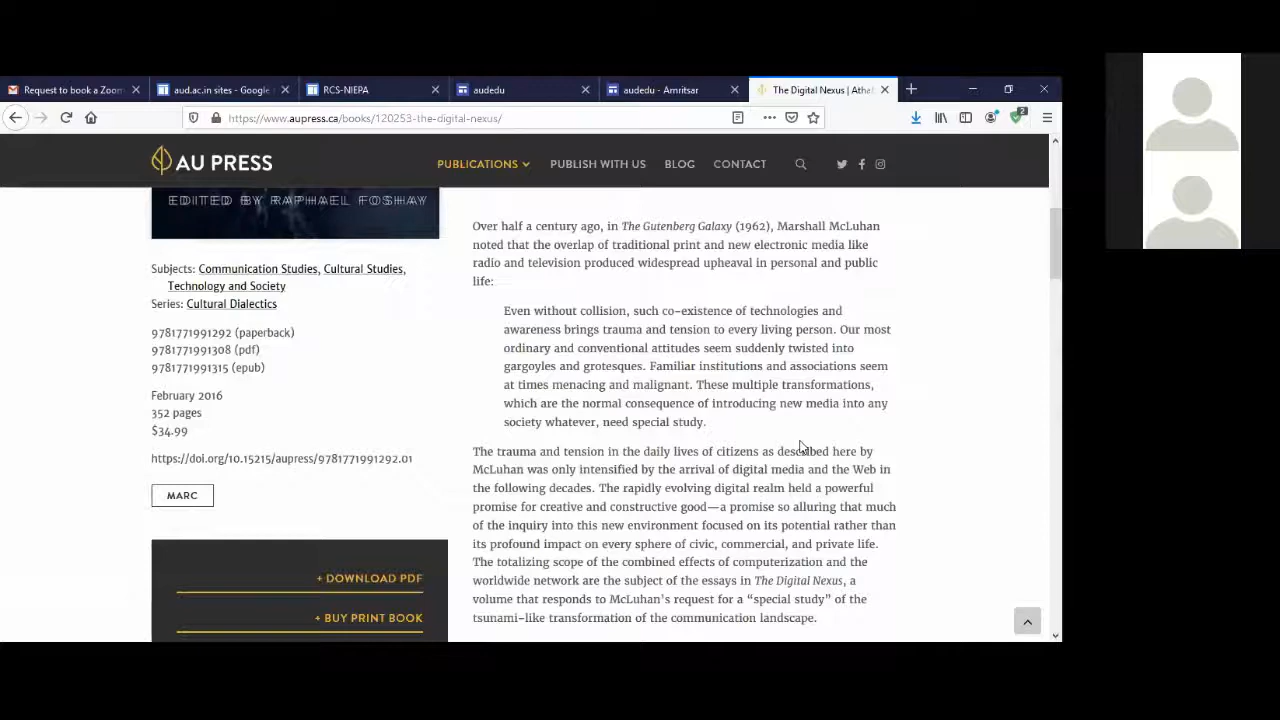 Request to book a Zoom
aud.ac.in sites - Google
RCS-NIEPA
audedu
audedu - Amritsar
The Digital Nexus | Atha
https://www.aupress.ca/books/120253-the-digital-nexus/
2
AU PRESS
PUBLICATIONS
PUBLISH WITH US
BLOG
CONTACT
EDITED BY RAPHAEL FOSHAY
Subjects: Communication Studies, Cultural Studies,
Technology and Society
Series: Cultural Dialectics
9781771991292 (paperback)
9781771991308 (pdf)
9781771991315 (epub)
February 2016
352 pages
$34.99
https://doi.org/10.15215/aupress/9781771991292.01
MARC
+ DOWNLOAD PDF
+ BUY PRINT BOOK
Over half a century ago, in The Gutenberg Galaxy (1962), Marshall McLuhan
noted that the overlap of traditional print and new electronic media like
radio and television produced widespread upheaval in personal and public
life:
Even without collision, such co-existence of technologies and
awareness brings trauma and tension to every living person. Our most
ordinary and conventional attitudes seem suddenly twisted into
gargoyles and grotesques. Familiar institutions and associations seem
at times menacing and malignant. These multiple transformations,
which are the normal consequence of introducing new media into any
society whatever, need special study.
The trauma and tension in the daily lives of citizens as described here by
McLuhan was only intensified by the arrival of digital media and the Web in
the following decades. The rapidly evolving digital realm held a powerful
promise for creative and constructive good—a promise so alluring that much
of the inquiry into this new environment focused on its potential rather than
its profound impact on every sphere of civic, commercial, and private life.
The totalizing scope of the combined effects of computerization and the
worldwide network are the subject of the essays in The Digital Nexus, a
volume that responds to McLuhan's request for a “special study” of the
tsunami-like transformation of the communication landscape.